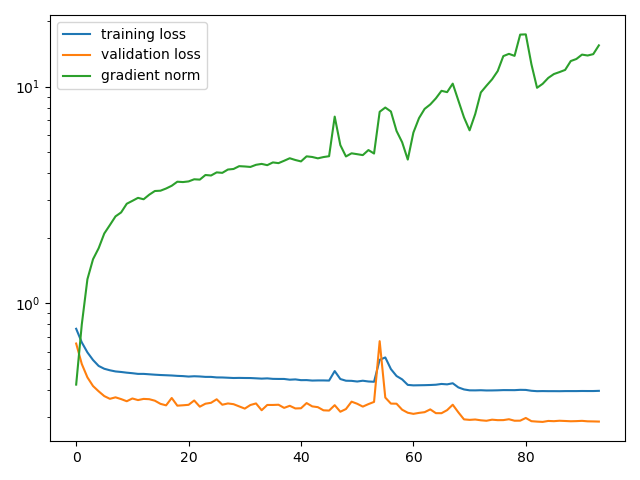 training loss
validation loss
gradient norm
10¹
10⁰
0 20 40 60 80